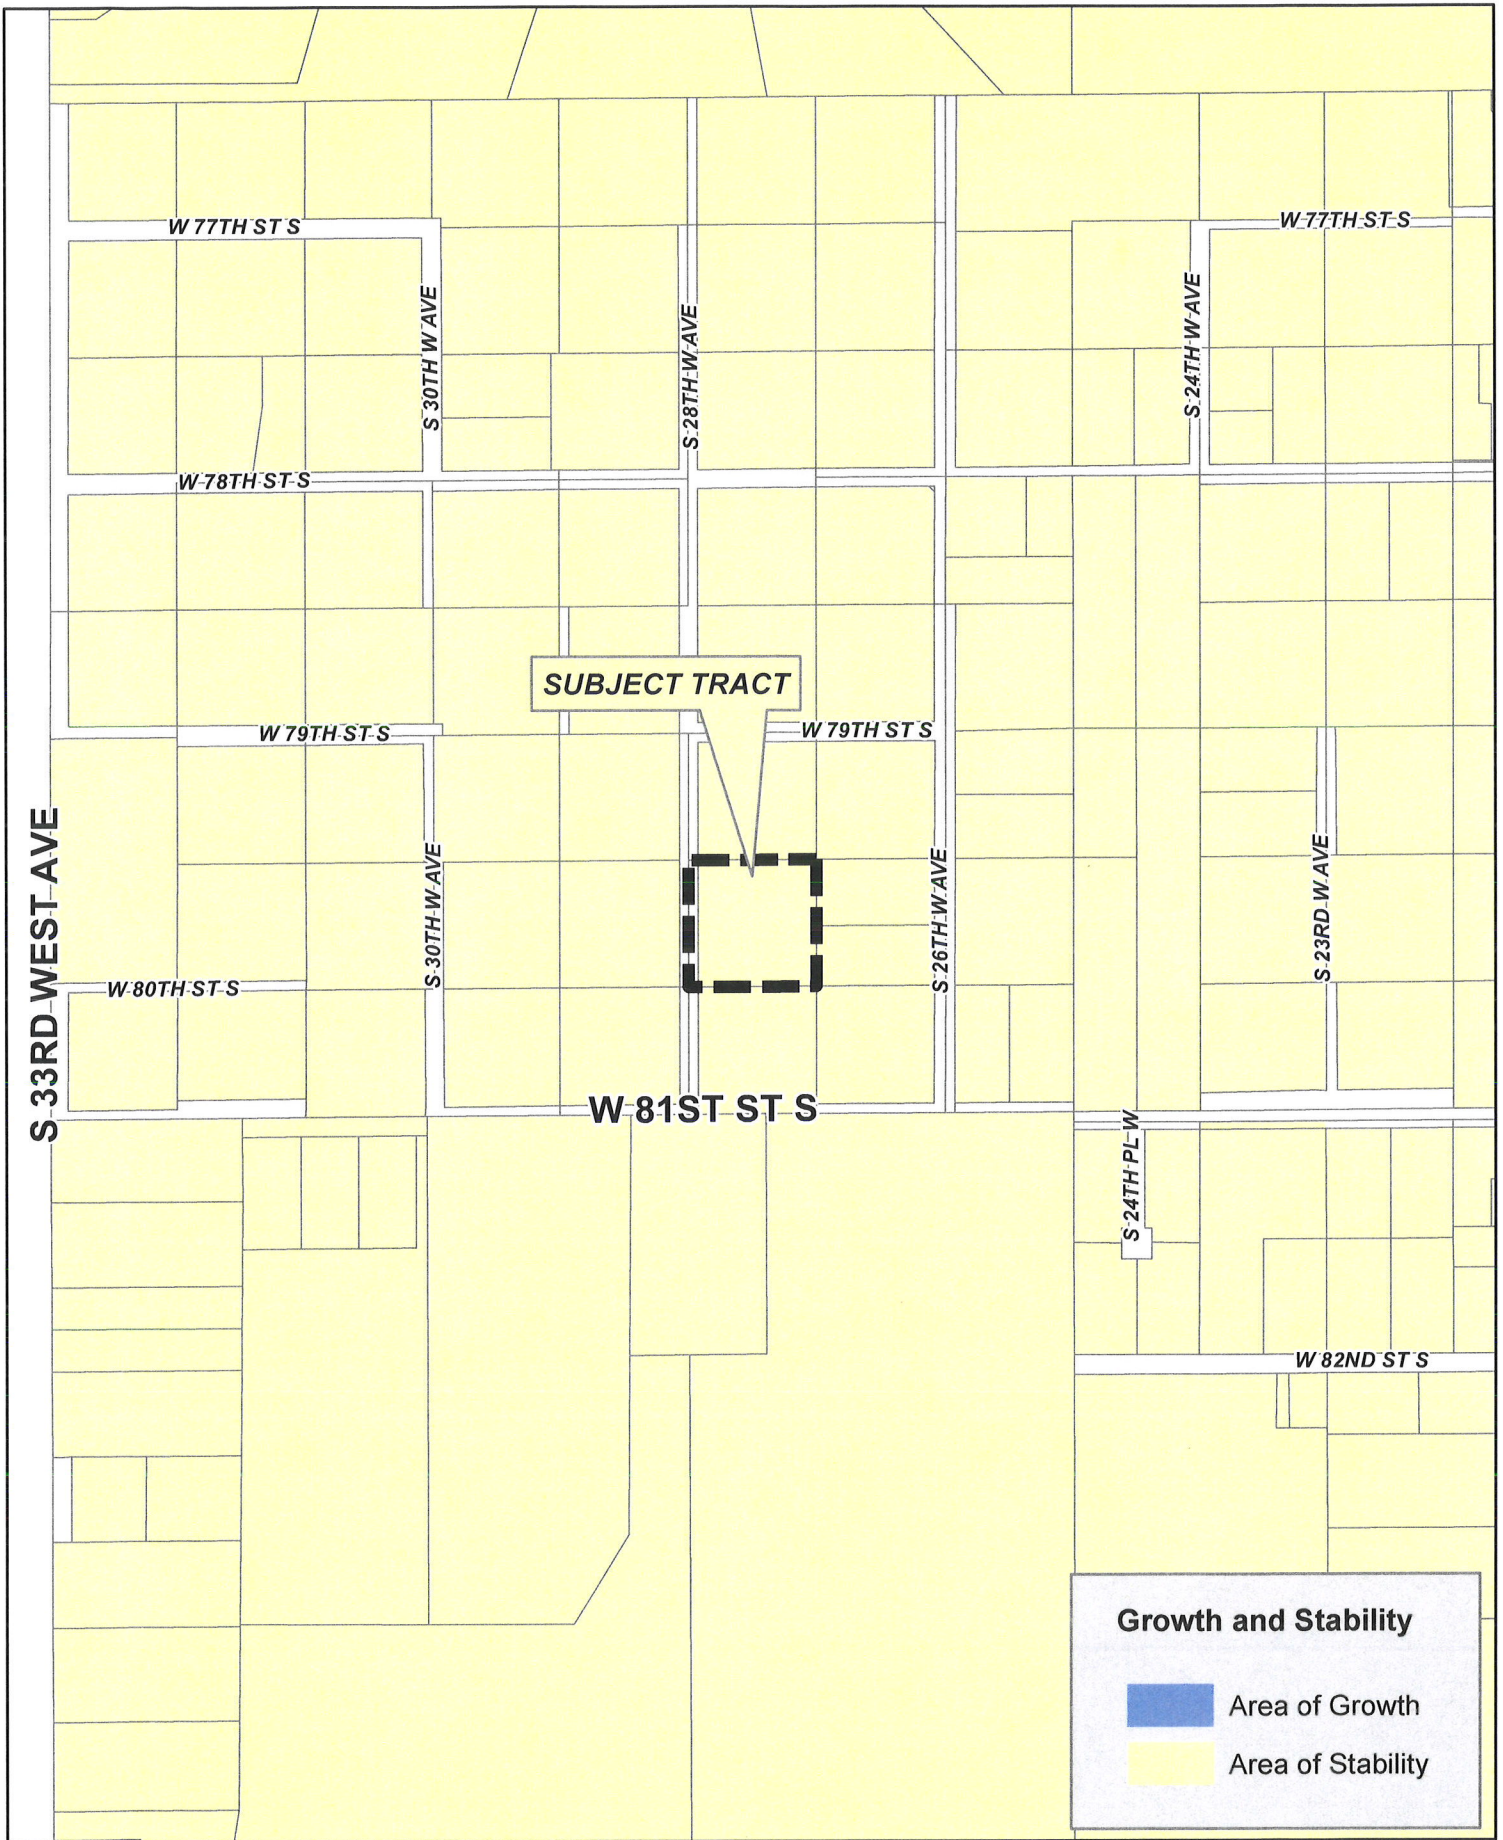 W 77TH ST S
W 77TH ST S
S 30TH W AVE
S 28TH W AVE
S 24TH W AVE
W 78TH ST S
SUBJECT TRACT
W 79TH ST S
W 79TH ST S
S 33RD WEST AVE
S 30TH W AVE
S 26TH W AVE
S 23RD W AVE
W 80TH ST S
W 81ST ST S
S 24TH PL W
W 82ND ST S
Growth and Stability
Area of Growth
Area of Stability